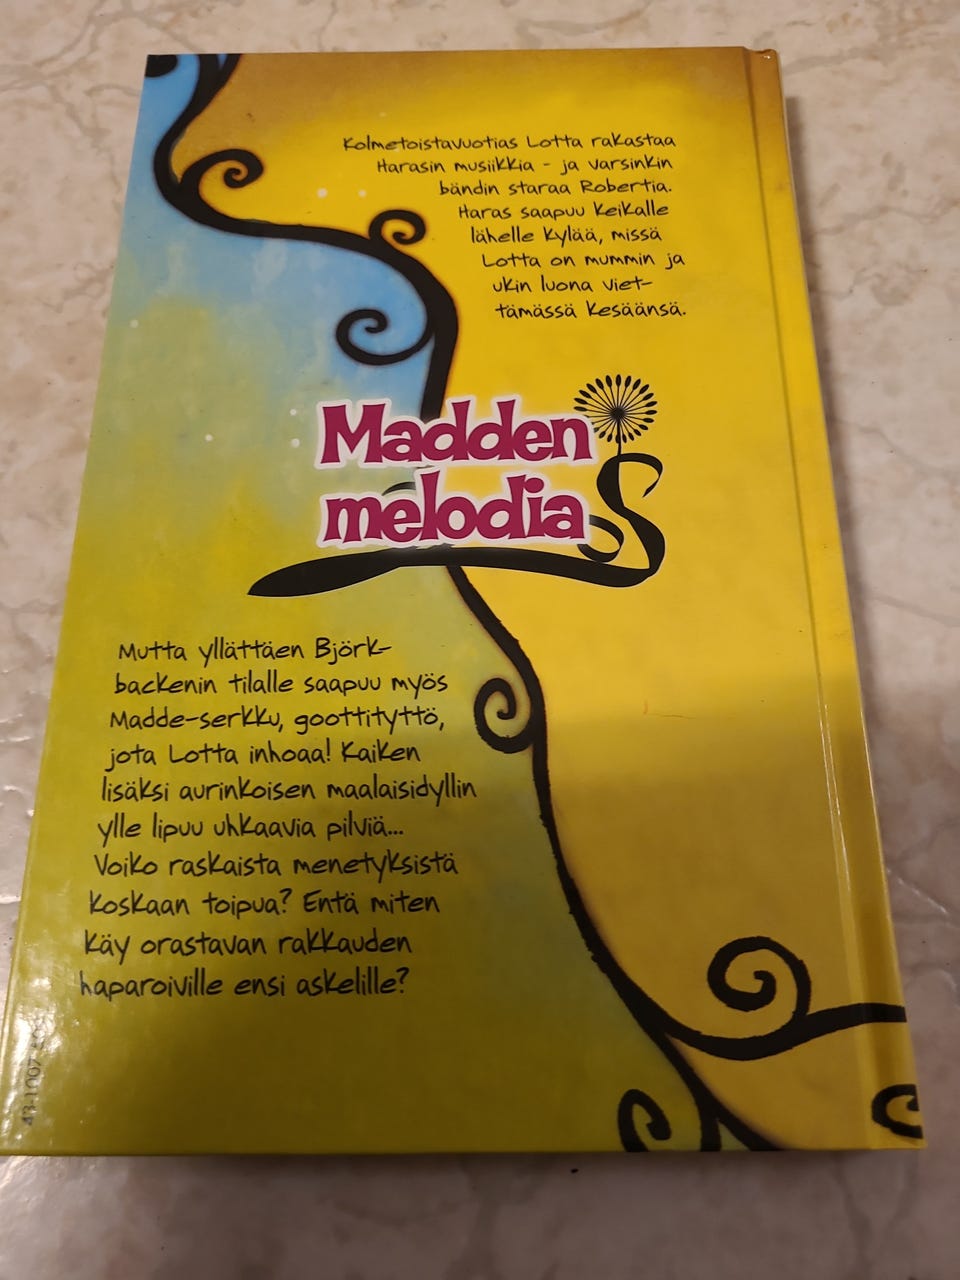 Kolmetoistavuotias Lotta rakastaa
Harasin musiikkia - ja varsinkin
bändin staraa Robertia.
Haras saapuu keikalle
lähelle kylää, missä
Lotta on mummin ja
ukin luona viet-
tämässä kesäänsä.
Madden
melodia
Mutta yllättäen Björk-
backenin tilalle saapuu myös
Madde-serkku, goottityttö,
jota Lotta inhoaa! Kaiken
lisäksi aurinkoisen maalaisidyllin
ylle lipuu uhkaavia pilviä...
Voiko raskaista menetyksistä
koskaan toipua? Entä miten
käy orastavan rakkauden
haparoiville ensi askelille?